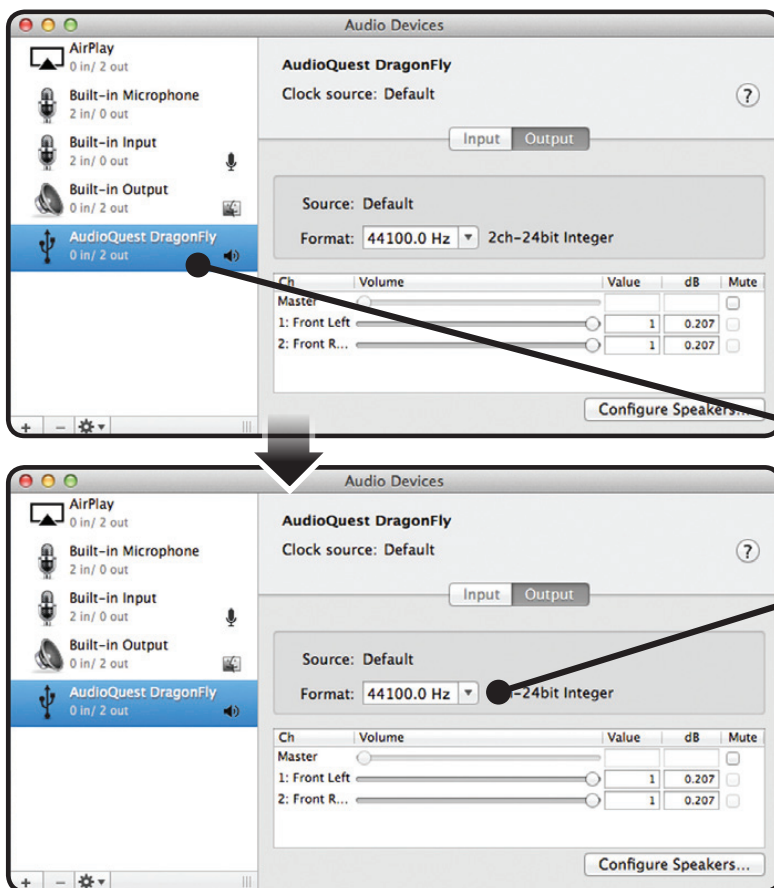 Audio Devices
AirPlay
0 in/ 2 out
Built-in Microphone
2 in/ 0 out
Built-in Input
2 in/ 0 out
Built-in Output
0 in/ 2 out
AudioQuest DragonFly
0 in/ 2 out
+ −
AudioQuest DragonFly
Clock source: Default
?
Input Output
Source: Default
Format: 44100.0 Hz 2ch-24bit Integer
Ch Volume Value dB Mute
Master
1: Front Left 1 0.207
2: Front R... 1 0.207
Configure Speakers...
Audio Devices
AirPlay
0 in/ 2 out
Built-in Microphone
2 in/ 0 out
Built-in Input
2 in/ 0 out
Built-in Output
0 in/ 2 out
AudioQuest DragonFly
0 in/ 2 out
+ −
AudioQuest DragonFly
Clock source: Default
?
Input Output
Source: Default
Format: 44100.0 Hz -24bit Integer
Ch Volume Value dB Mute
Master
1: Front Left 1 0.207
2: Front R... 1 0.207
Configure Speakers...